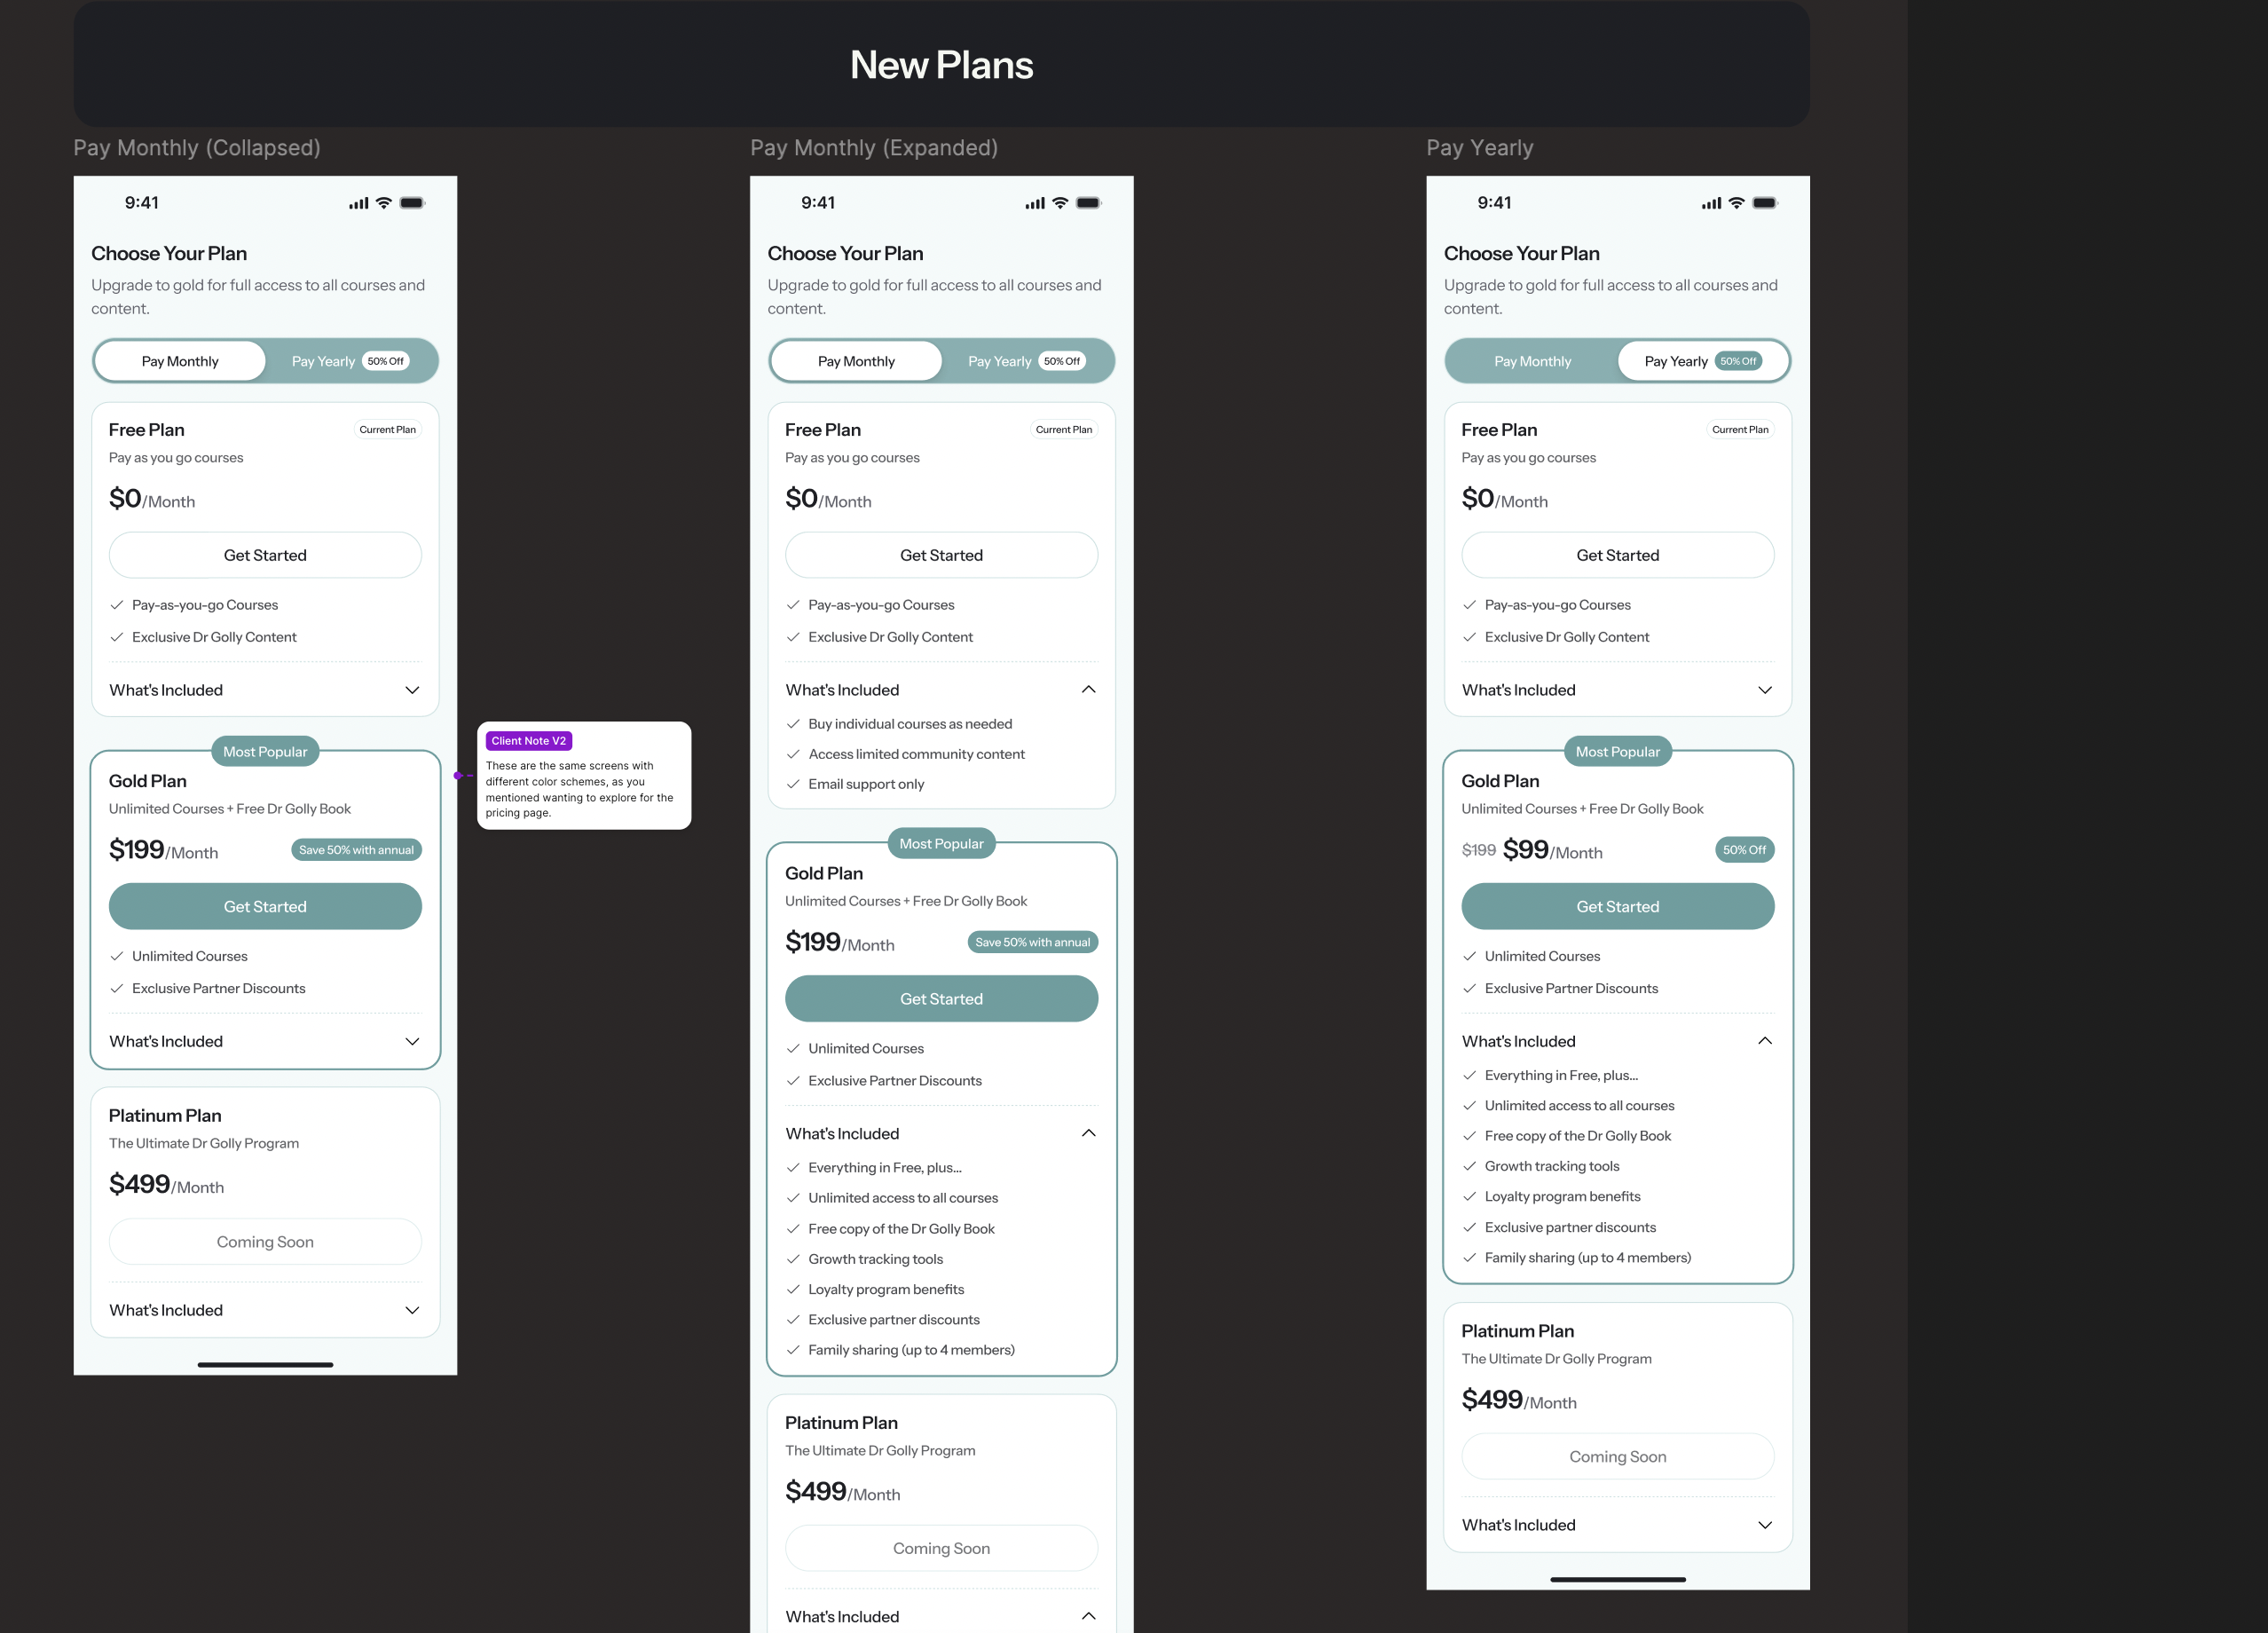 New Plans
Pay Monthly (Collapsed)
9:41
Choose Your Plan
Upgrade to gold for full access to all courses and
content.
Pay Monthly
Pay Yearly
50% Off
Free Plan
Current Plan
Pay as you go courses
$0/Month
Get Started
Pay-as-you-go Courses
Exclusive Dr Golly Content
What's Included
Most Popular
Gold Plan
Unlimited Courses + Free Dr Golly Book
$199/Month
Save 50% with annual
Get Started
Unlimited Courses
Exclusive Partner Discounts
What's Included
Platinum Plan
The Ultimate Dr Golly Program
$499/Month
Coming Soon
What's Included
Client Note V2
These are the same screens with
different color schemes, as you
mentioned wanting to explore for the
pricing page.
Pay Monthly (Expanded)
9:41
Choose Your Plan
Upgrade to gold for full access to all courses and
content.
Pay Monthly
Pay Yearly
50% Off
Free Plan
Current Plan
Pay as you go courses
$0/Month
Get Started
Pay-as-you-go Courses
Exclusive Dr Golly Content
What's Included
Buy individual courses as needed
Access limited community content
Email support only
Most Popular
Gold Plan
Unlimited Courses + Free Dr Golly Book
$199/Month
Save 50% with annual
Get Started
Unlimited Courses
Exclusive Partner Discounts
What's Included
Everything in Free, plus...
Unlimited access to all courses
Free copy of the Dr Golly Book
Growth tracking tools
Loyalty program benefits
Exclusive partner discounts
Family sharing (up to 4 members)
Platinum Plan
The Ultimate Dr Golly Program
$499/Month
Coming Soon
What's Included
Pay Yearly
9:41
Choose Your Plan
Upgrade to gold for full access to all courses and
content.
Pay Monthly
Pay Yearly
50% Off
Free Plan
Current Plan
Pay as you go courses
$0/Month
Get Started
Pay-as-you-go Courses
Exclusive Dr Golly Content
What's Included
Most Popular
Gold Plan
Unlimited Courses + Free Dr Golly Book
$199 $99/Month
50% Off
Get Started
Unlimited Courses
Exclusive Partner Discounts
What's Included
Everything in Free, plus...
Unlimited access to all courses
Free copy of the Dr Golly Book
Growth tracking tools
Loyalty program benefits
Exclusive partner discounts
Family sharing (up to 4 members)
Platinum Plan
The Ultimate Dr Golly Program
$499/Month
Coming Soon
What's Included